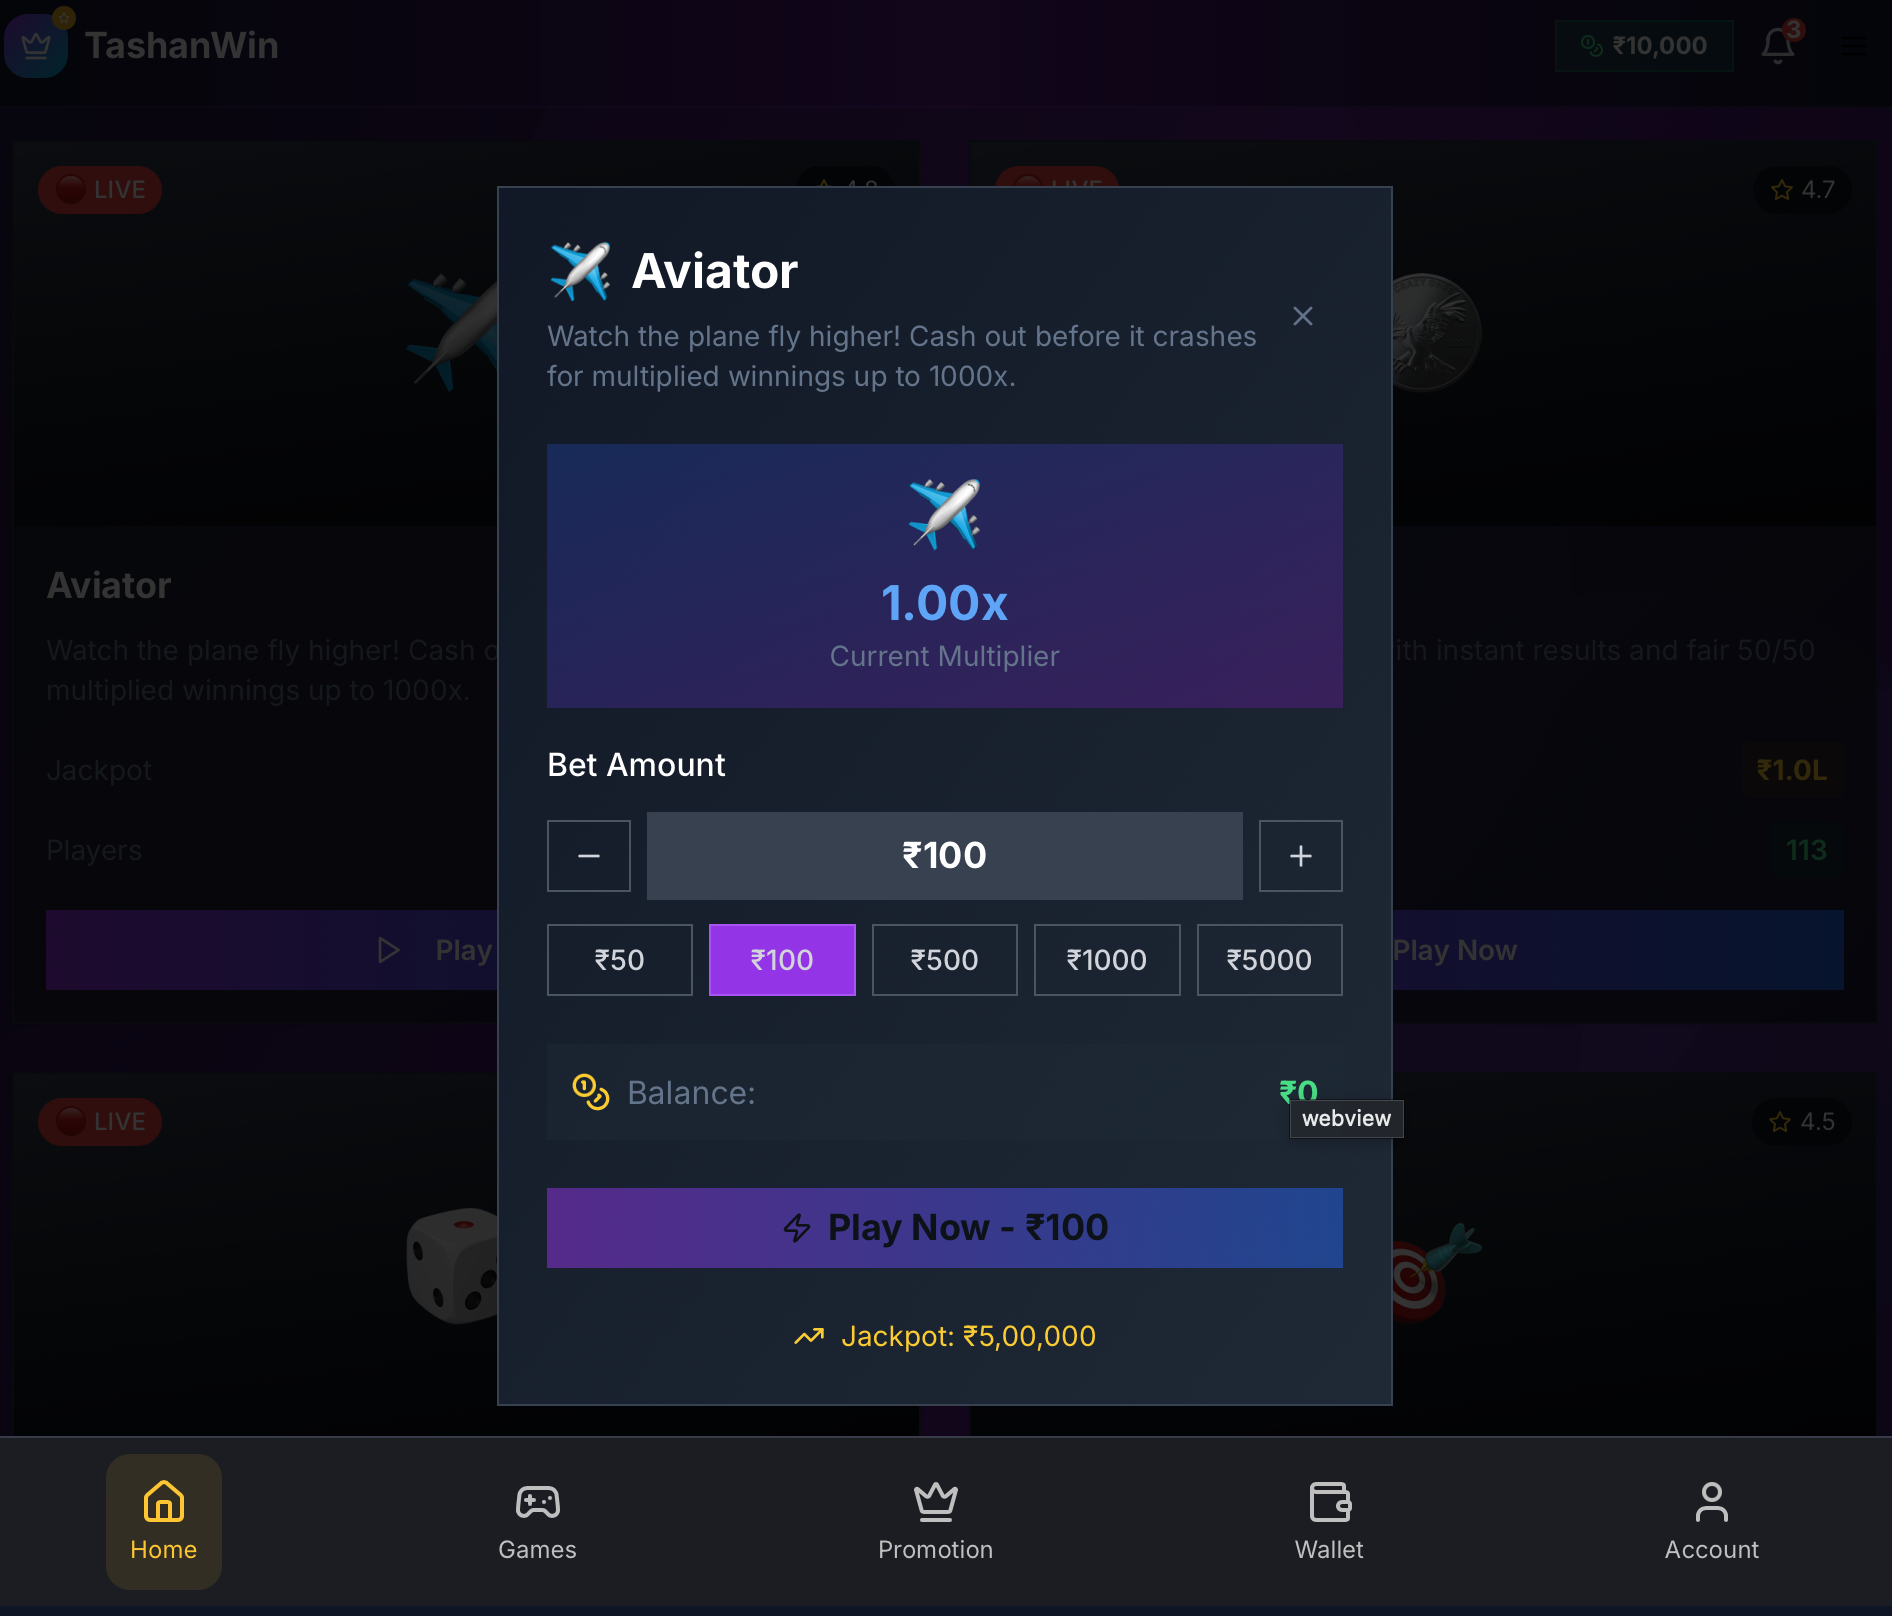 TashanWin
₹10,000
3
LIVE
4.8
LIVE
4.7
Aviator
Watch the plane fly higher! Cash out before it crashes
for multiplied winnings up to 1000x.
1.00x
Current Multiplier
Bet Amount
₹100
₹50
₹100
₹500
₹1000
₹5000
Balance:
₹0
webview
Play Now - ₹100
Jackpot: ₹5,00,000
Aviator
Watch the plane fly higher! Cash
multiplied winnings up to 1000x.
Jackpot
Players
Play
with instant results and fair 50/50
₹1.0L
113
Play Now
LIVE
4.5
Home
Games
Promotion
Wallet
Account